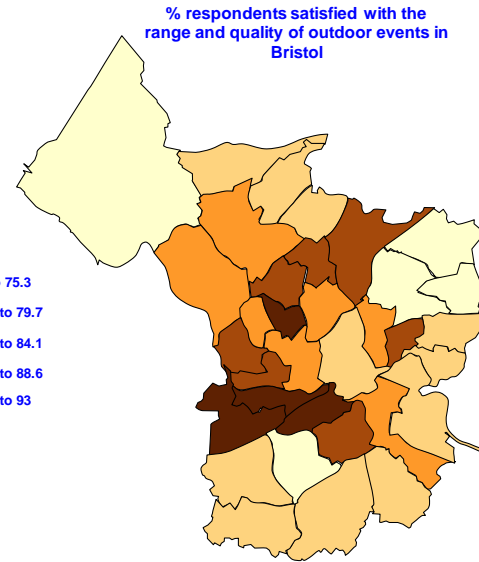 % respondents satisfied with the
range and quality of outdoor events in
Bristol
75.3
to 79.7
to 84.1
to 88.6
to 93